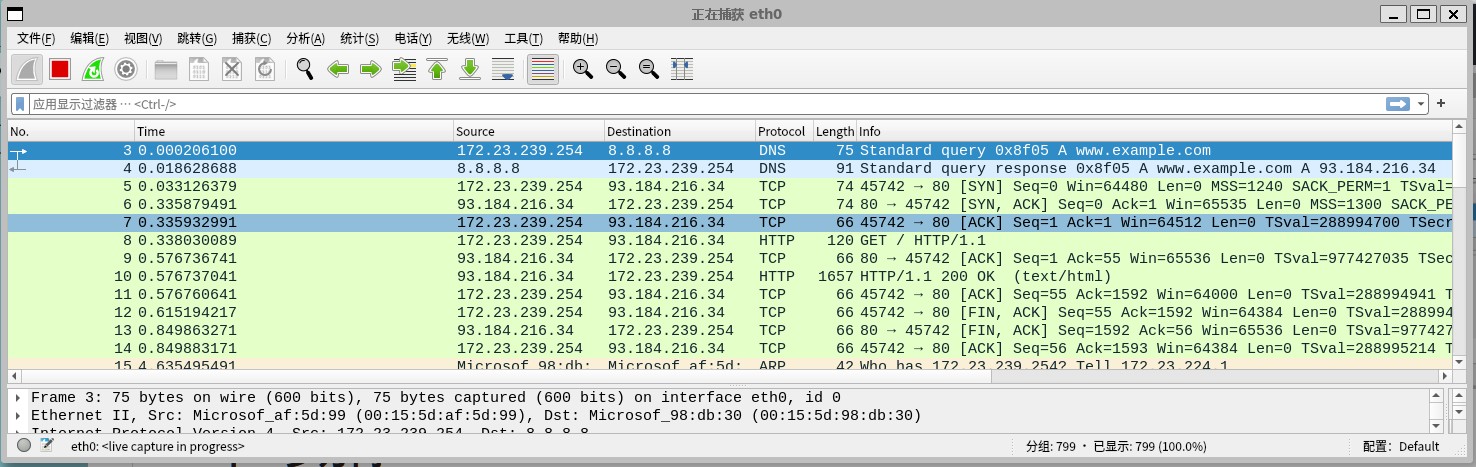 正在捕获 eth0
文件(F) 编辑(E) 视图(V) 跳转(G) 捕获(C) 分析(A) 统计(S) 电话(Y) 无线(W) 工具(T) 帮助(H)
应用显示过滤器 … <Ctrl-/>
No. Time Source Destination Protocol Length Info
3 0.000206100 172.23.239.254 8.8.8.8 DNS 75 Standard query 0x8f05 A www.example.com
4 0.018628688 8.8.8.8 172.23.239.254 DNS 91 Standard query response 0x8f05 A www.example.com A 93.184.216.34
5 0.033126379 172.23.239.254 93.184.216.34 TCP 74 45742 → 80 [SYN] Seq=0 Win=64480 Len=0 MSS=1240 SACK_PERM=1 TSval=
6 0.335879491 93.184.216.34 172.23.239.254 TCP 74 80 → 45742 [SYN, ACK] Seq=0 Ack=1 Win=65535 Len=0 MSS=1300 SACK_PE
7 0.335932991 172.23.239.254 93.184.216.34 TCP 66 45742 → 80 [ACK] Seq=1 Ack=1 Win=64512 Len=0 TSval=288994700 TSecr
8 0.338030089 172.23.239.254 93.184.216.34 HTTP 120 GET / HTTP/1.1
9 0.576736741 93.184.216.34 172.23.239.254 TCP 66 80 → 45742 [ACK] Seq=1 Ack=55 Win=65536 Len=0 TSval=977427035 TSec
10 0.576737041 93.184.216.34 172.23.239.254 HTTP 1657 HTTP/1.1 200 OK (text/html)
11 0.576760641 172.23.239.254 93.184.216.34 TCP 66 45742 → 80 [ACK] Seq=55 Ack=1592 Win=64000 Len=0 TSval=288994941 T
12 0.615194217 172.23.239.254 93.184.216.34 TCP 66 45742 → 80 [FIN, ACK] Seq=55 Ack=1592 Win=64384 Len=0 TSval=288994
13 0.849863271 93.184.216.34 172.23.239.254 TCP 66 80 → 45742 [FIN, ACK] Seq=1592 Ack=56 Win=65536 Len=0 TSval=977427
14 0.849883171 172.23.239.254 93.184.216.34 TCP 66 45742 → 80 [ACK] Seq=56 Ack=1593 Win=64384 Len=0 TSval=288995214 T
15 4.635495491 Microsof_98:db: Microsof_af:5d: ARP 42 Who has 172.23.239.254? Tell 172.23.224.1
Frame 3: 75 bytes on wire (600 bits), 75 bytes captured (600 bits) on interface eth0, id 0
Ethernet II, Src: Microsof_af:5d:99 (00:15:5d:af:5d:99), Dst: Microsof_98:db:30 (00:15:5d:98:db:30)
Internet Protocol Version 4, Src: 172.23.239.254, Dst: 8.8.8.8
eth0: <live capture in progress> 分组: 799 · 已显示: 799 (100.0%) 配置: Default